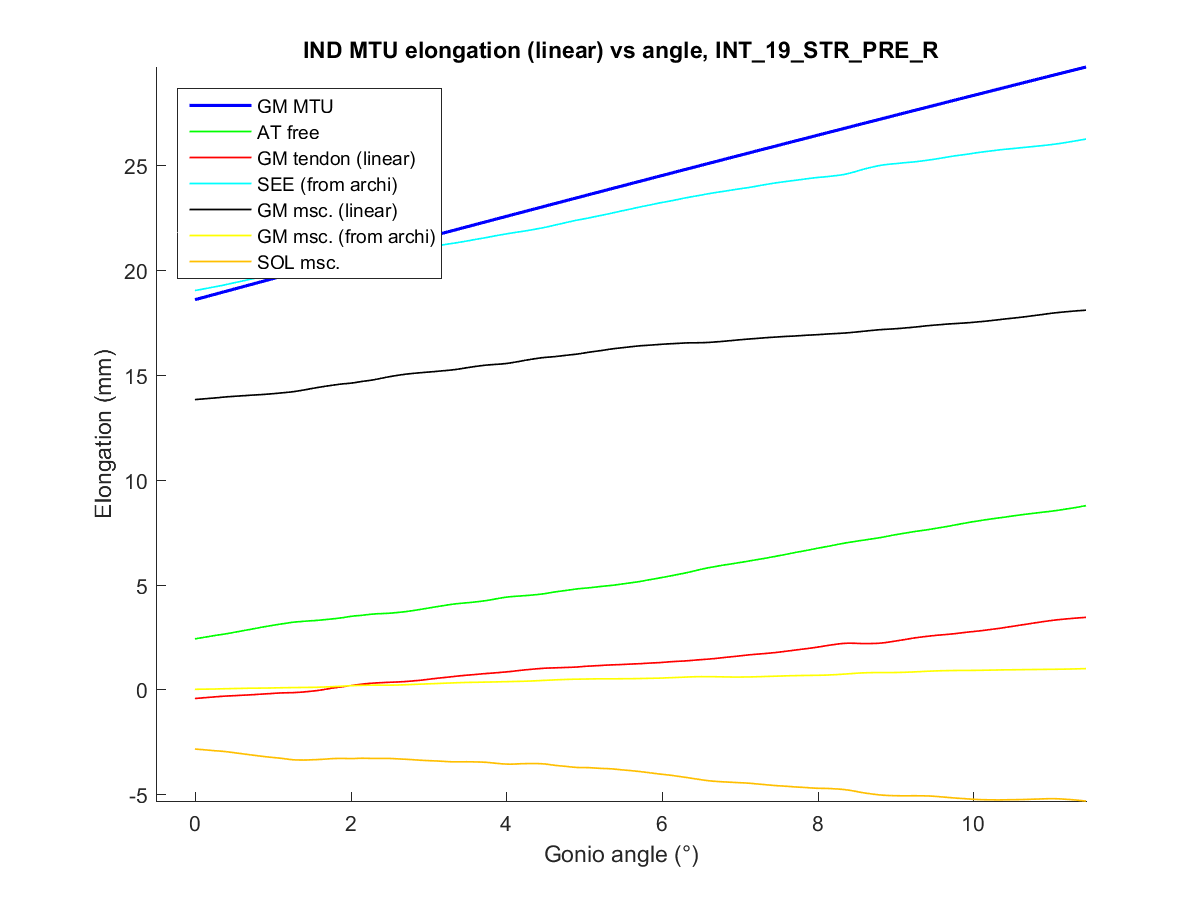 IND MTU elongation (linear) vs angle, INT_19_STR_PRE_R
GM MTU
AT free
GM tendon (linear)
SEE (from archi)
GM msc. (linear)
GM msc. (from archi)
SOL msc.
25
20
15
10
5
0
-5
Elongation (mm)
0 2 4 6 8 10
Gonio angle (°)